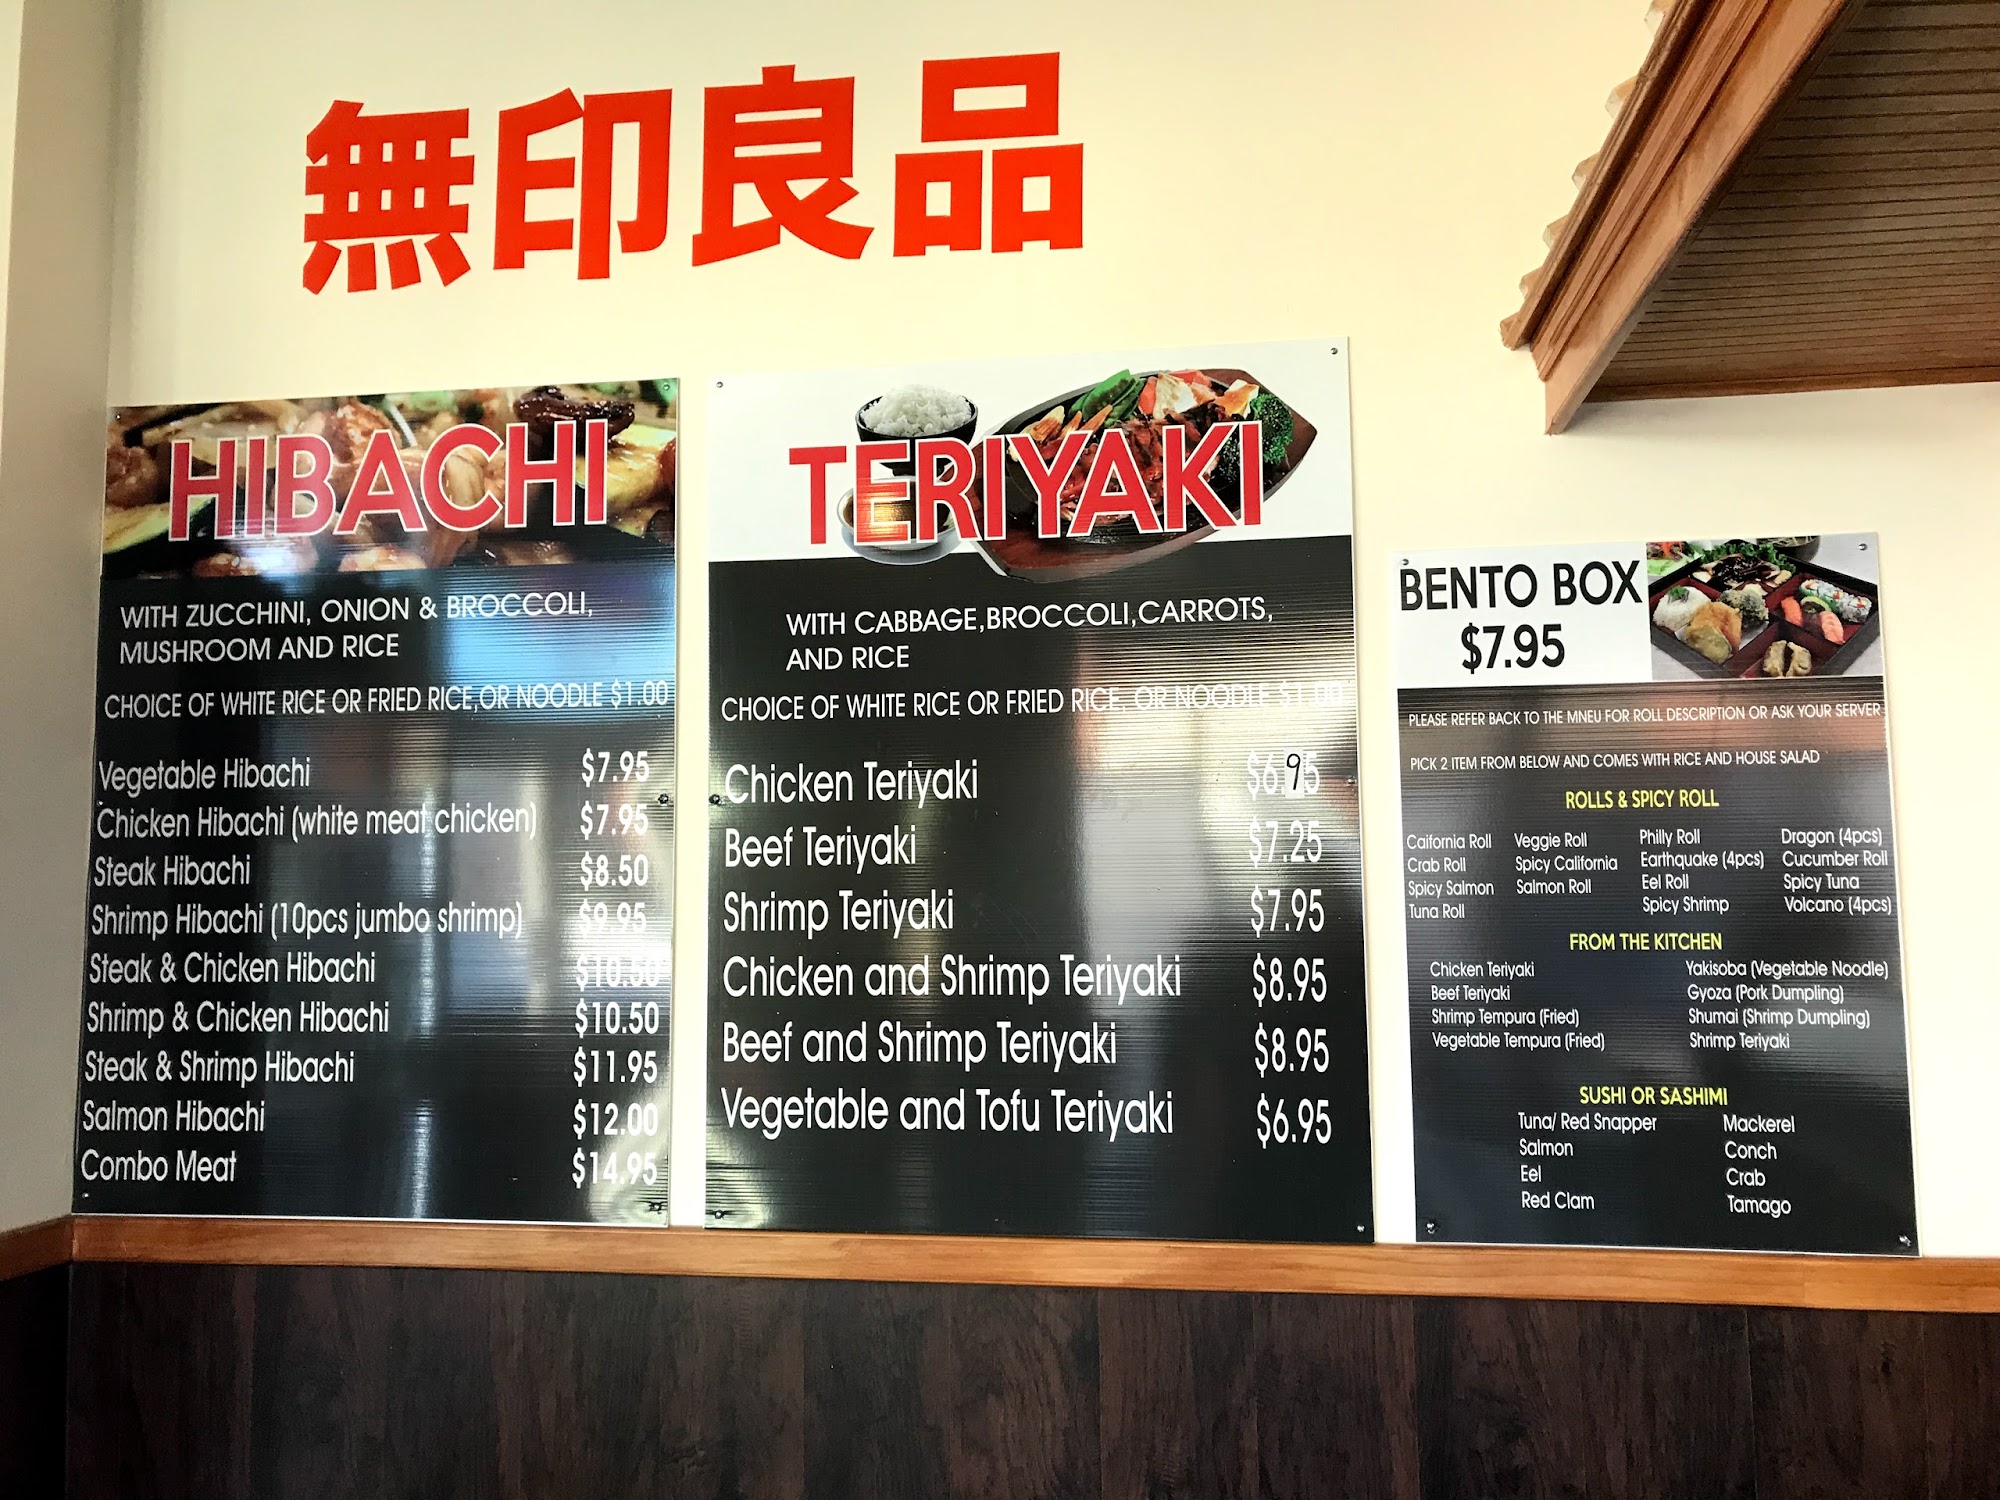 無印良品
HIBACHI
WITH ZUCCHINI, ONION & BROCCOLI,
MUSHROOM AND RICE
CHOICE OF WHITE RICE OR FRIED RICE,OR NOODLE $1.00
Vegetable Hibachi $7.95
Chicken Hibachi (white meat chicken) $7.95
Steak Hibachi $8.50
Shrimp Hibachi (10pcs jumbo shrimp) $9.95
Steak & Chicken Hibachi $10.50
Shrimp & Chicken Hibachi $10.50
Steak & Shrimp Hibachi $11.95
Salmon Hibachi $12.00
Combo Meat $14.95
TERIYAKI
WITH CABBAGE,BROCCOLI,CARROTS,
AND RICE
CHOICE OF WHITE RICE OR FRIED RICE, OR NOODLE $1.00
Chicken Teriyaki $6.95
Beef Teriyaki $7.25
Shrimp Teriyaki $7.95
Chicken and Shrimp Teriyaki $8.95
Beef and Shrimp Teriyaki $8.95
Vegetable and Tofu Teriyaki $6.95
BENTO BOX
$7.95
PLEASE REFER BACK TO THE MNEU FOR ROLL DESCRIPTION OR ASK YOUR SERVER
PICK 2 ITEM FROM BELOW AND COMES WITH RICE AND HOUSE SALAD
ROLLS & SPICY ROLL
Caifornia Roll Veggie Roll Philly Roll Dragon (4pcs)
Crab Roll Spicy California Earthquake (4pcs) Cucumber Roll
Spicy Salmon Salmon Roll Eel Roll Spicy Tuna
Tuna Roll Spicy Shrimp Volcano (4pcs)
FROM THE KITCHEN
Chicken Teriyaki Yakisoba (Vegetable Noodle)
Beef Teriyaki Gyoza (Pork Dumpling)
Shrimp Tempura (Fried) Shumai (Shrimp Dumpling)
Vegetable Tempura (Fried) Shrimp Teriyaki
SUSHI OR SASHIMI
Tuna/ Red Snapper Mackerel
Salmon Conch
Eel Crab
Red Clam Tamago